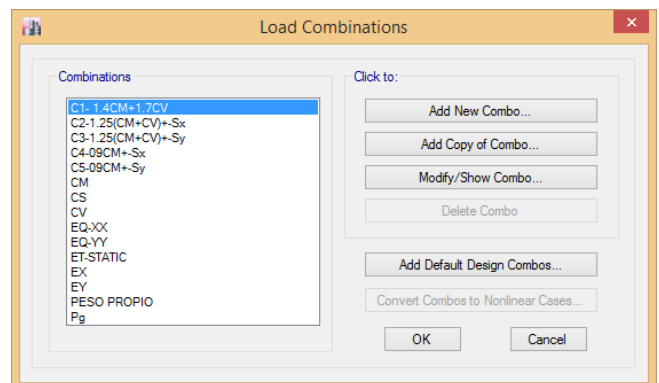 Load Combinations
Combinations
C1- 1.4CM+1.7CV
C2-1.25(CM+CV)+-Sx
C3-1.25(CM+CV)+-Sy
C4-09CM+-Sx
C5-09CM+-Sy
CM
CS
CV
EQ-XX
EQ-YY
ET-STATIC
EX
EY
PESO PROPIO
Pg
Click to:
Add New Combo...
Add Copy of Combo...
Modify/Show Combo...
Delete Combo
Add Default Design Combos...
Convert Combos to Nonlinear Cases...
OK
Cancel